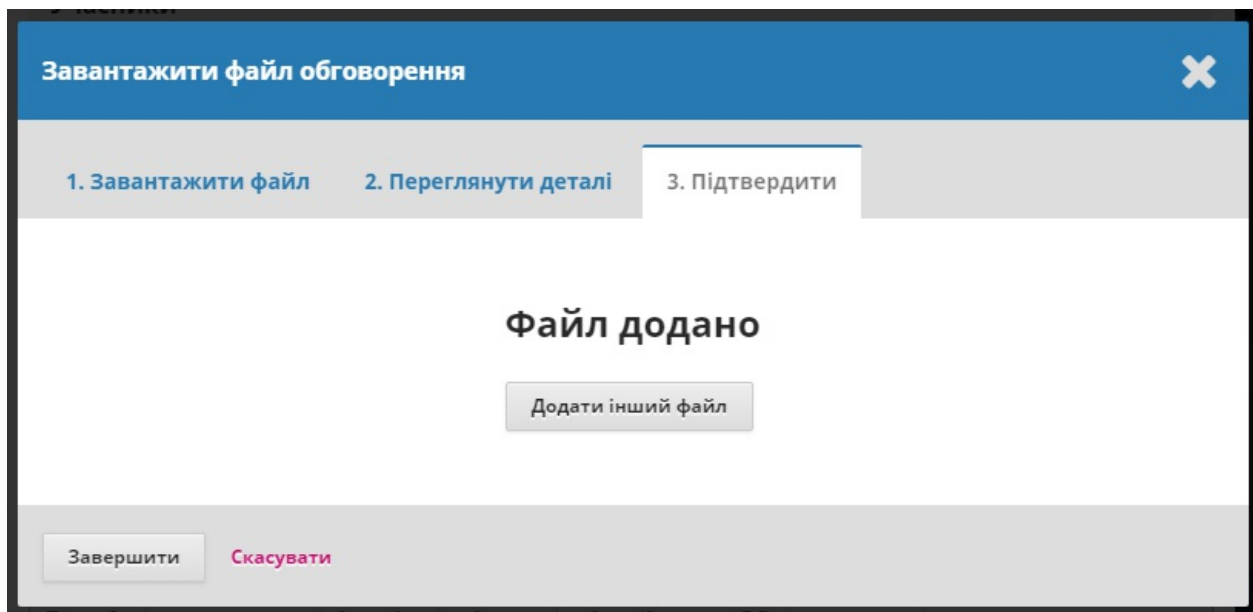 Завантажити файл обговорення
1. Завантажити файл 2. Переглянути деталі 3. Підтвердити
Файл додано
Додати інший файл
Завершити Скасувати